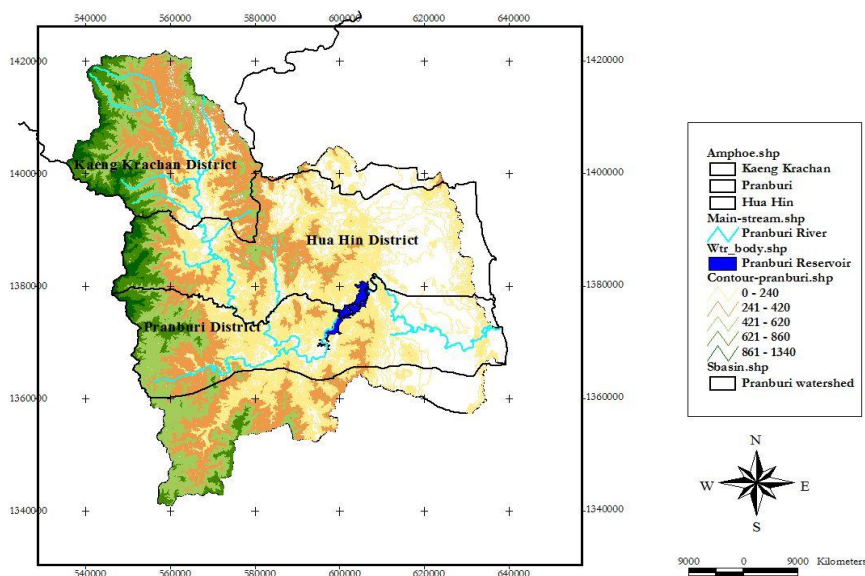 540000 560000 580000 600000 620000 640000
1420000 1420000
1400000 1400000
1380000 1380000
1360000 1360000
1340000 1340000
540000 560000 580000 600000 620000 640000
Kaeng Krachan District
Hua Hin District
Pranburi District
Amphoe.shp
Kaeng Krachan
Pranburi
Hua Hin
Main-stream.shp
Pranburi River
Wtr_body.shp
Pranburi Reservoir
Contour-pranburi.shp
0 - 240
241 - 420
421 - 620
621 - 860
861 - 1340
Sbasin.shp
Pranburi watershed
N
W E
S
9000 0 9000 Kilometers